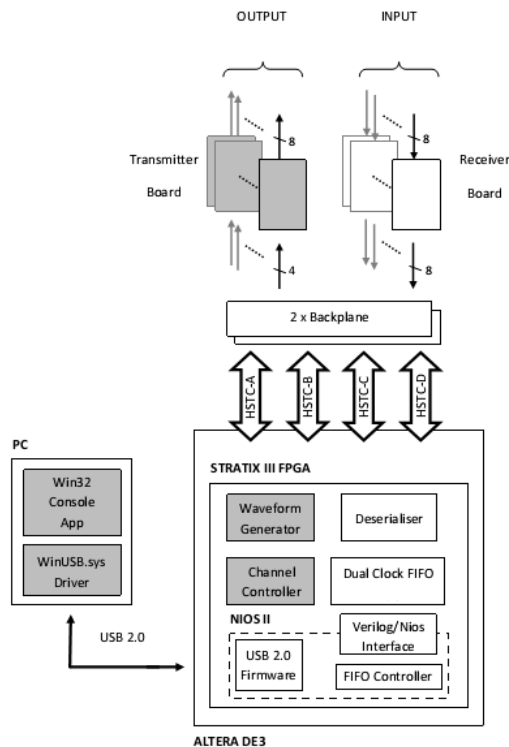 OUTPUT
INPUT
8
8
Transmitter
Board
Receiver
Board
4
8
2 x Backplane
HSTC-A
HSTC-B
HSTC-C
HSTC-D
PC
Win32
Console
App
WinUSB.sys
Driver
USB 2.0
STRATIX III FPGA
Waveform
Generator
Deserialiser
Channel
Controller
Dual Clock FIFO
NIOS II
Verilog/Nios
Interface
USB 2.0
Firmware
FIFO Controller
ALTERA DE3